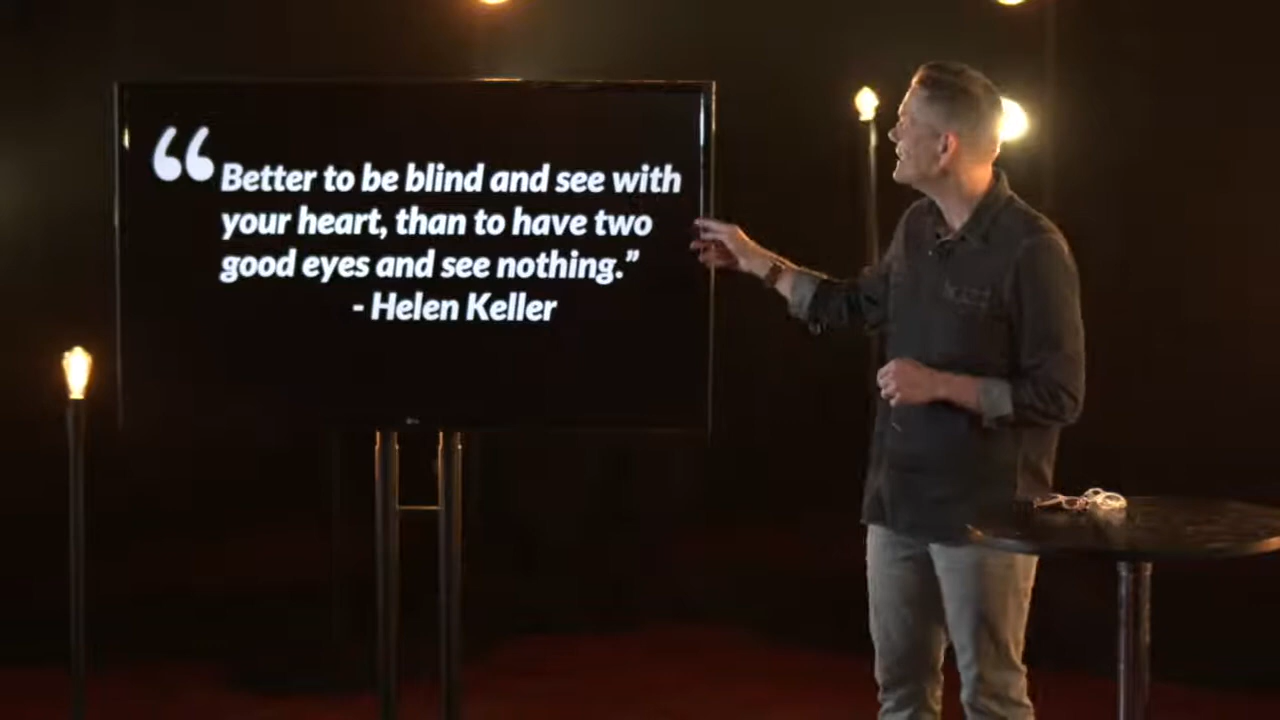 “Better to be blind and see with
your heart, than to have two
good eyes and see nothing.”
- Helen Keller